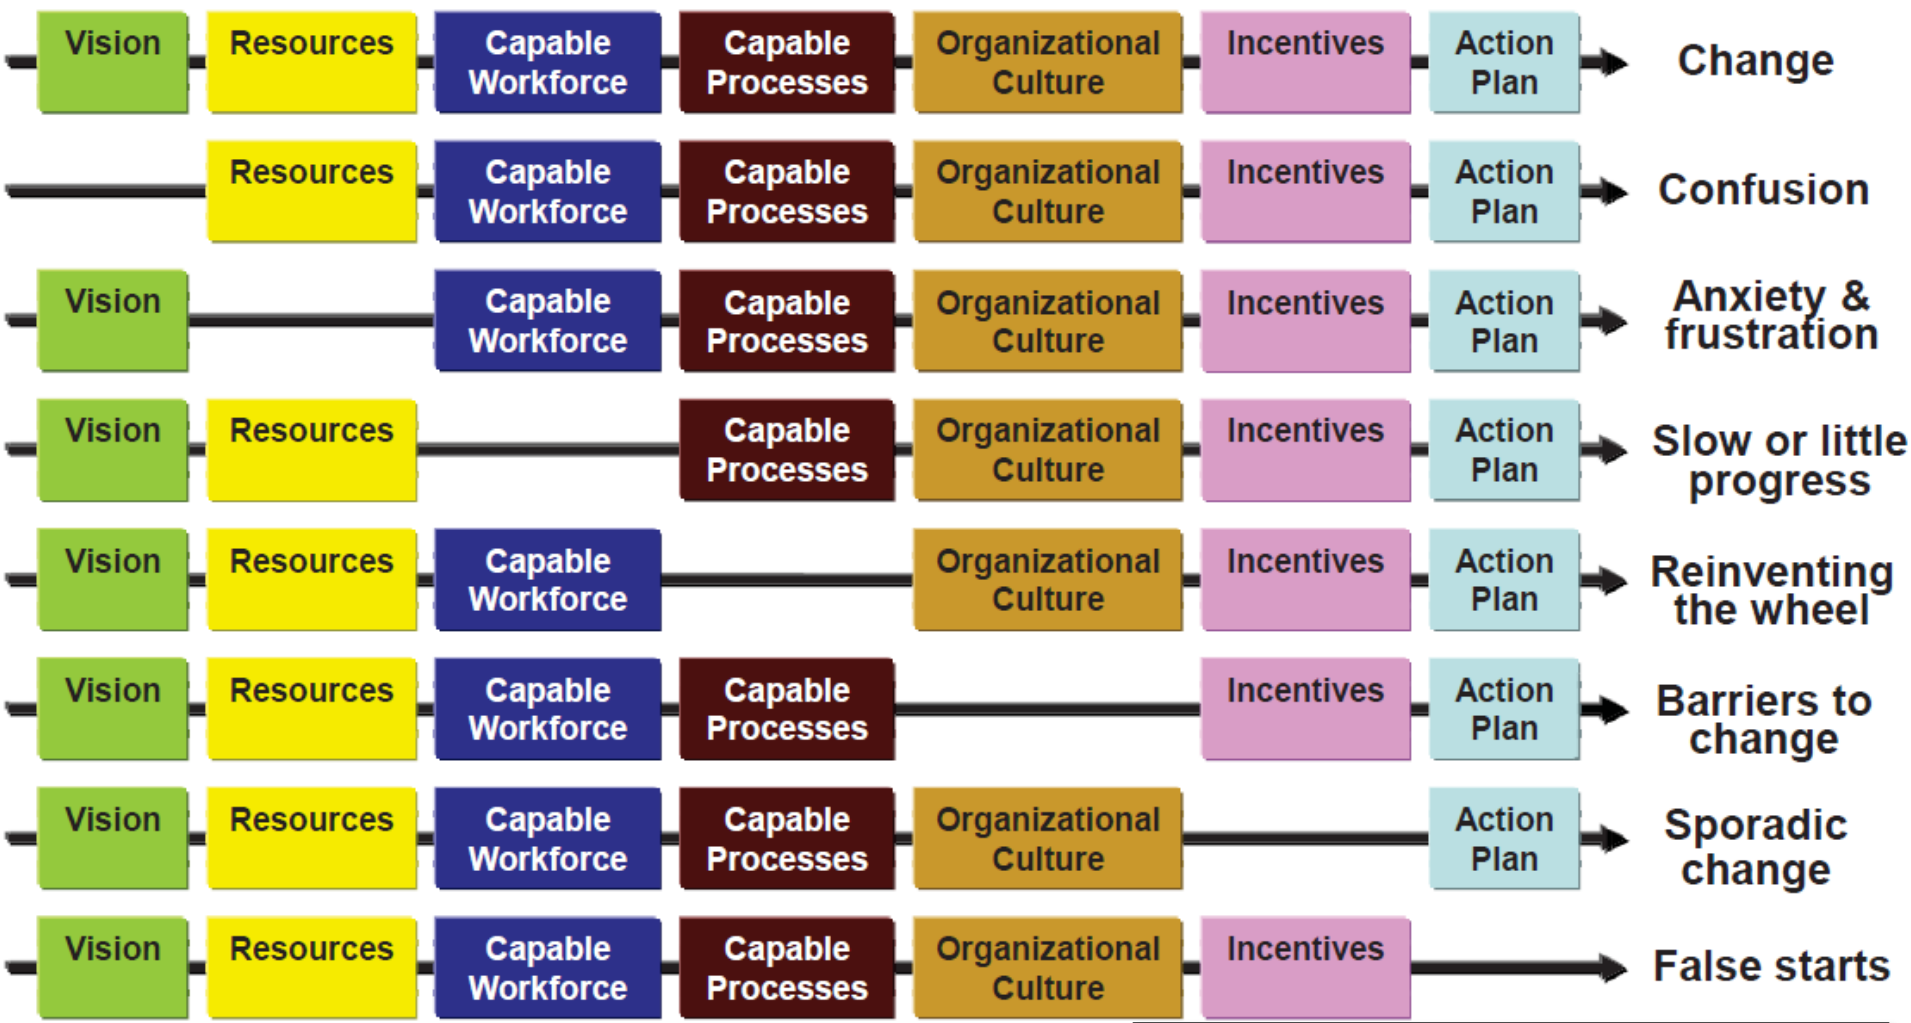 Vision Resources Capable Workforce Capable Processes Organizational Culture Incentives Action Plan Change
Resources Capable Workforce Capable Processes Organizational Culture Incentives Action Plan Confusion
Vision Capable Workforce Capable Processes Organizational Culture Incentives Action Plan Anxiety & frustration
Vision Resources Capable Processes Organizational Culture Incentives Action Plan Slow or little progress
Vision Resources Capable Workforce Organizational Culture Incentives Action Plan Reinventing the wheel
Vision Resources Capable Workforce Capable Processes Incentives Action Plan Barriers to change
Vision Resources Capable Workforce Capable Processes Organizational Culture Action Plan Sporadic change
Vision Resources Capable Workforce Capable Processes Organizational Culture Incentives False starts